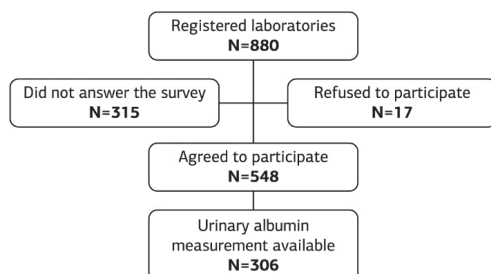 Registered laboratories
N=880
Did not answer the survey
N=315
Refused to participate
N=17
Agreed to participate
N=548
Urinary albumin
measurement available
N=306